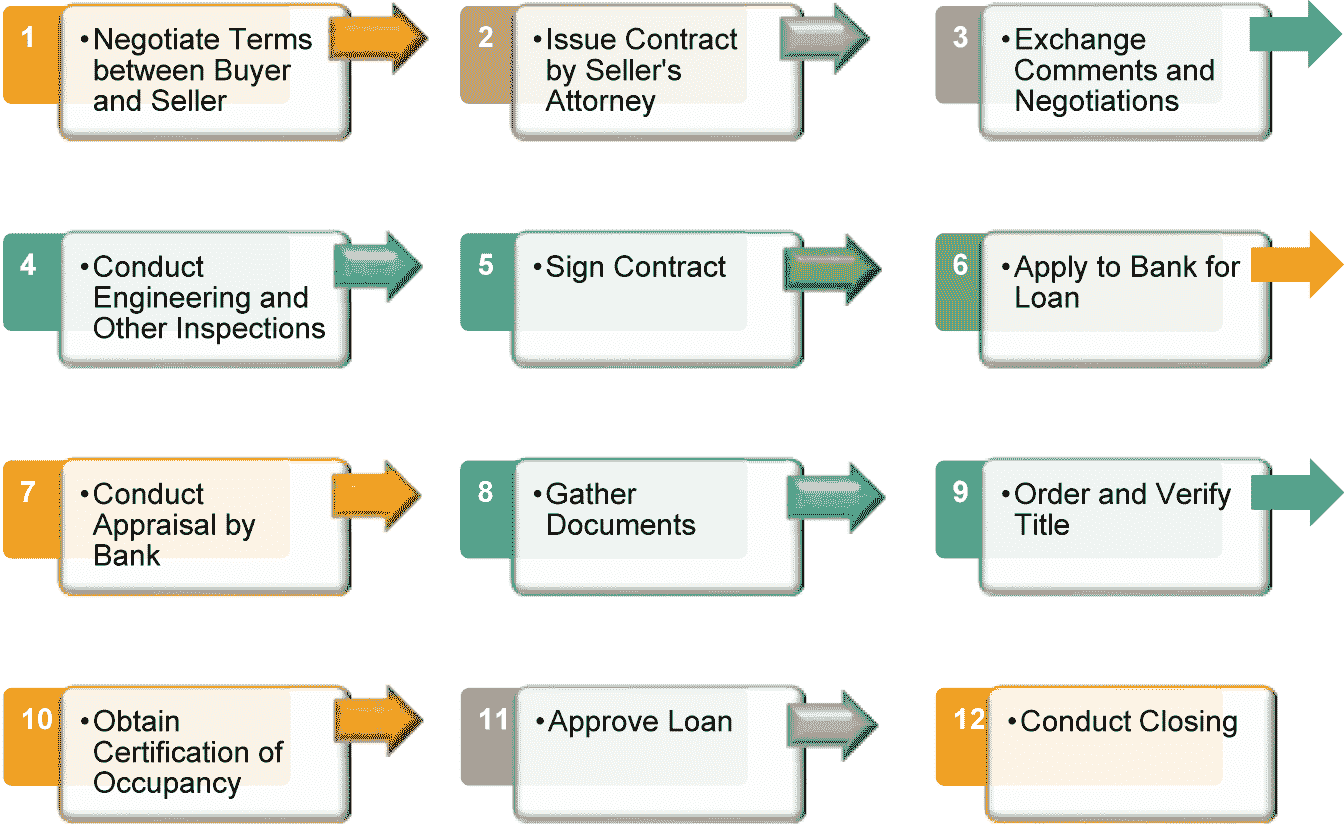 1
•Negotiate Terms
between Buyer
and Seller
2
•Issue Contract
by Seller's
Attorney
3
•Exchange
Comments and
Negotiations
4
•Conduct
Engineering and
Other Inspections
5
•Sign Contract
6
•Apply to Bank for
Loan
7
•Conduct
Appraisal by
Bank
8
•Gather
Documents
9
•Order and Verify
Title
10
•Obtain
Certification of
Occupancy
11
•Approve Loan
12
•Conduct Closing